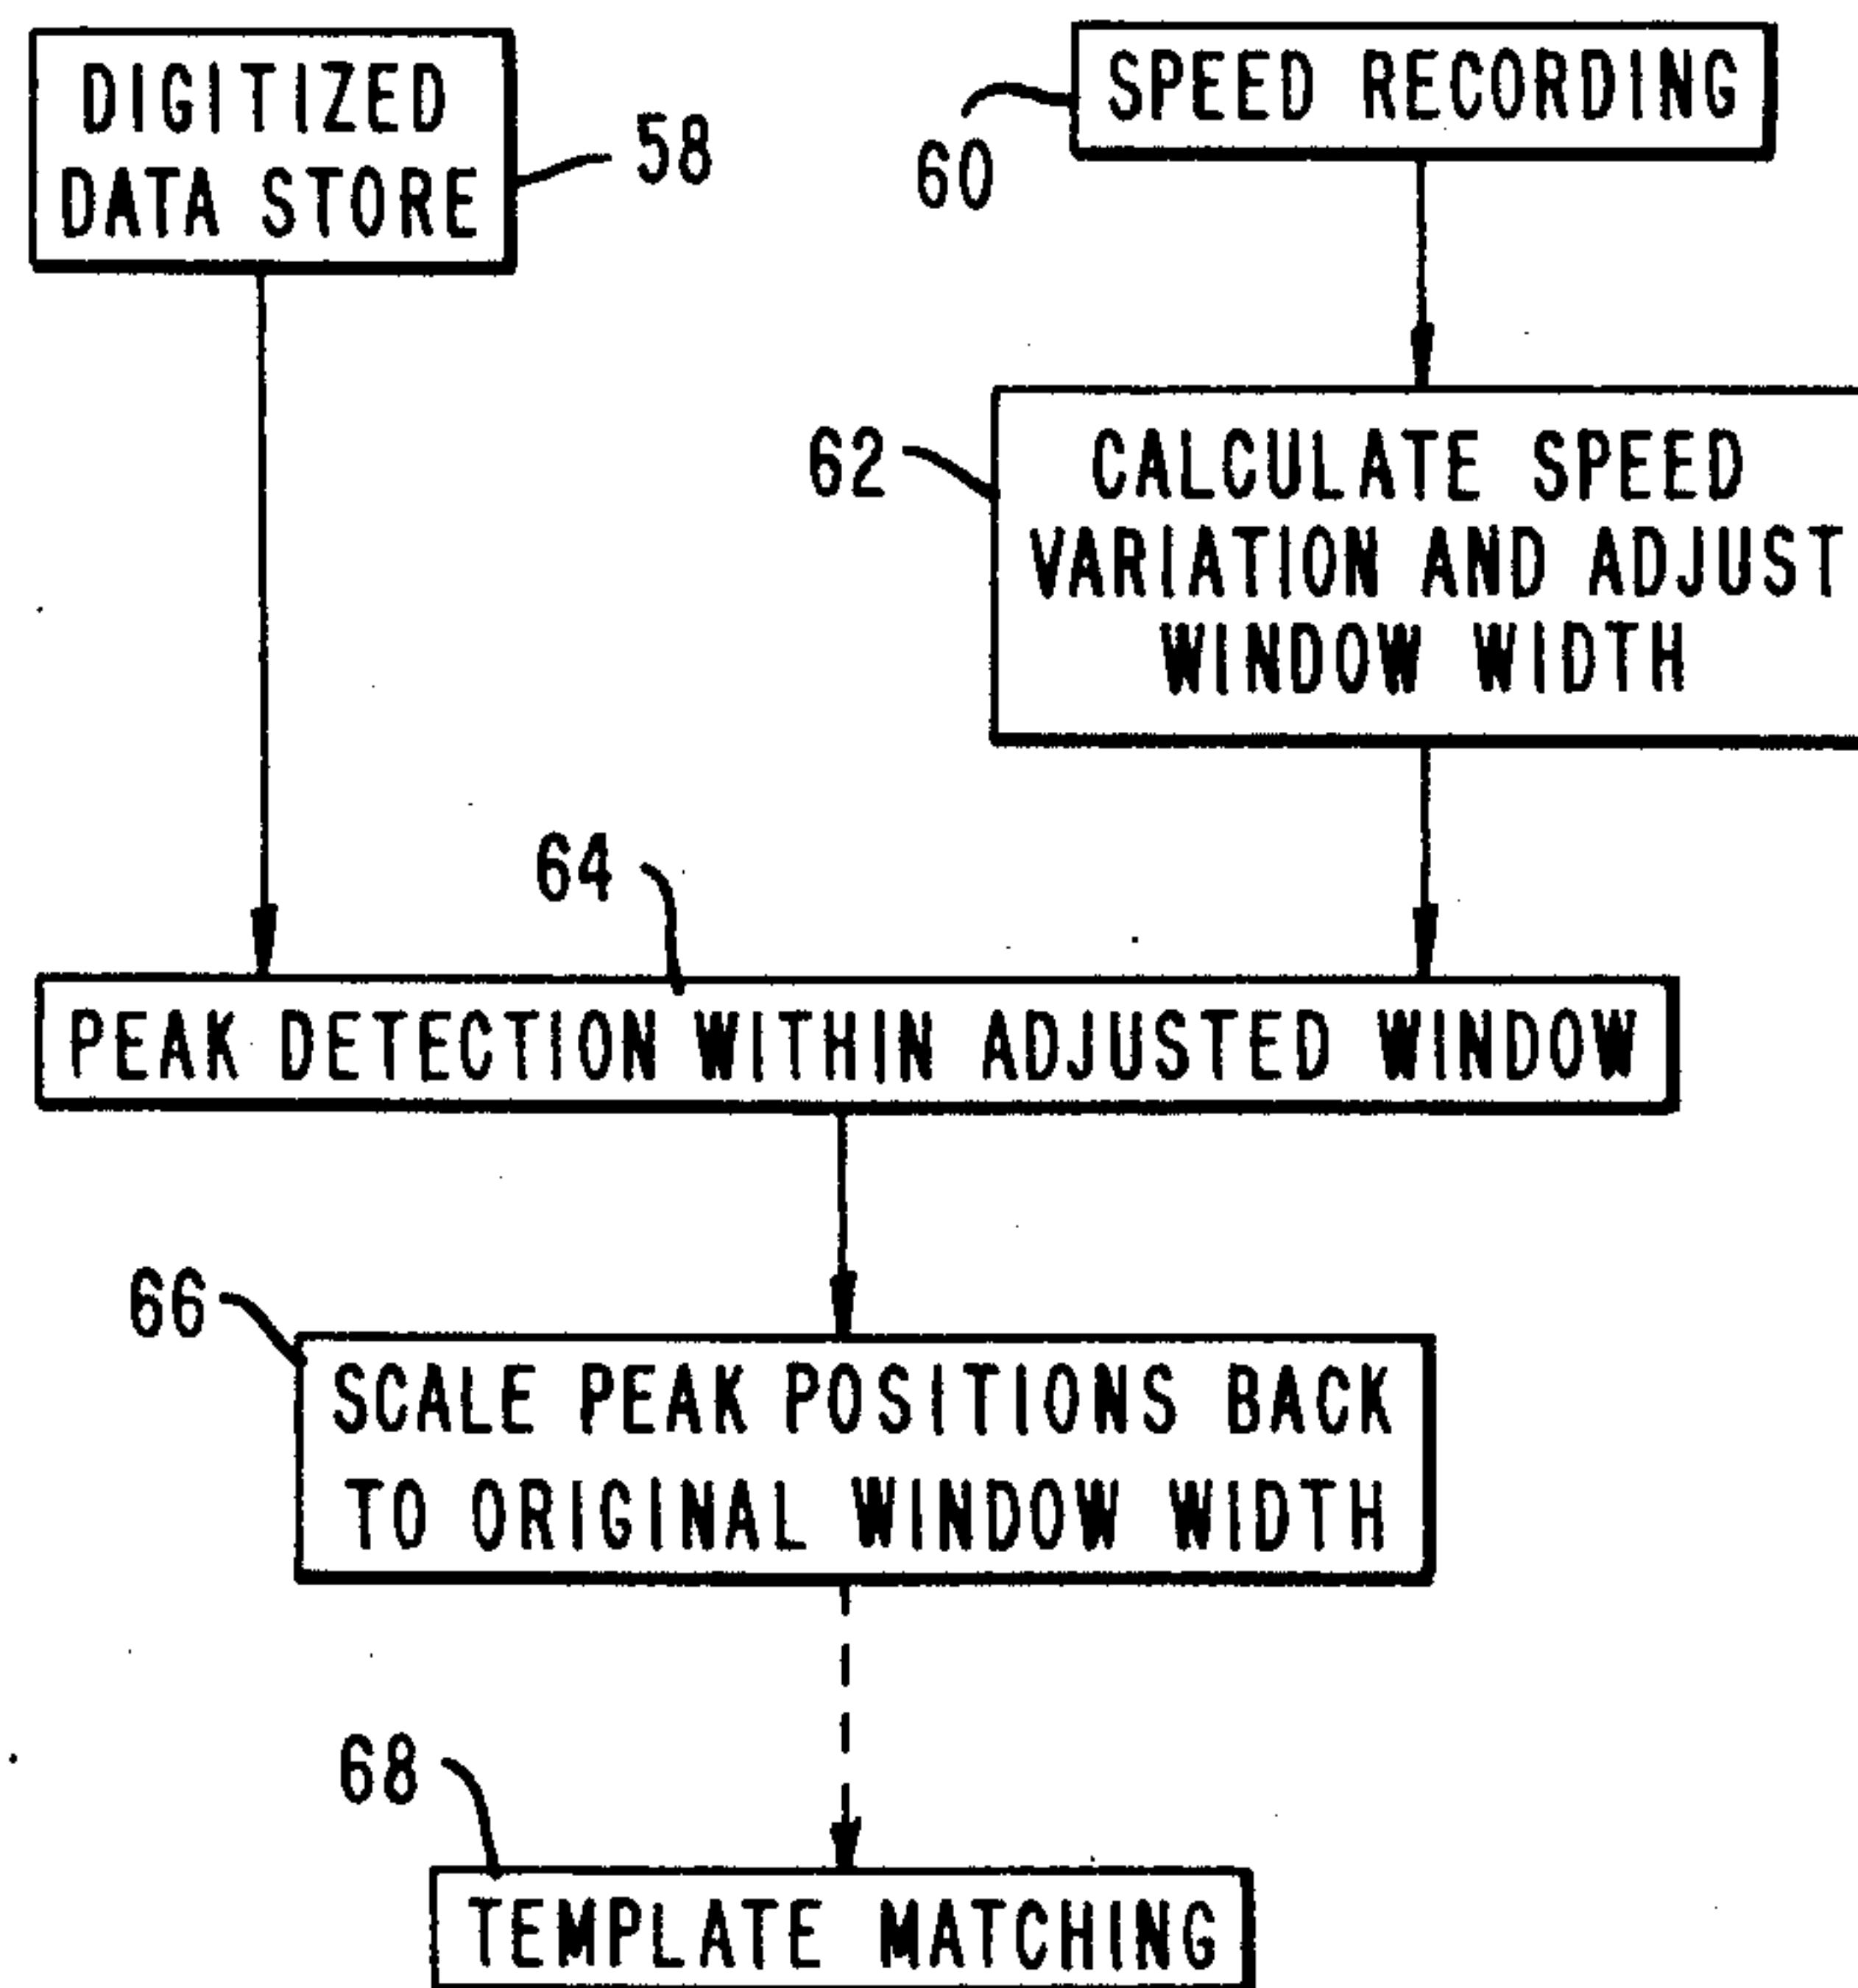 DIGITIZED
DATA STORE
58
SPEED RECORDING
60
62
CALCULATE SPEED
VARIATION AND ADJUST
WINDOW WIDTH
64
PEAK DETECTION WITHIN ADJUSTED WINDOW
66
SCALE PEAK POSITIONS BACK
TO ORIGINAL WINDOW WIDTH
68
TEMPLATE MATCHING